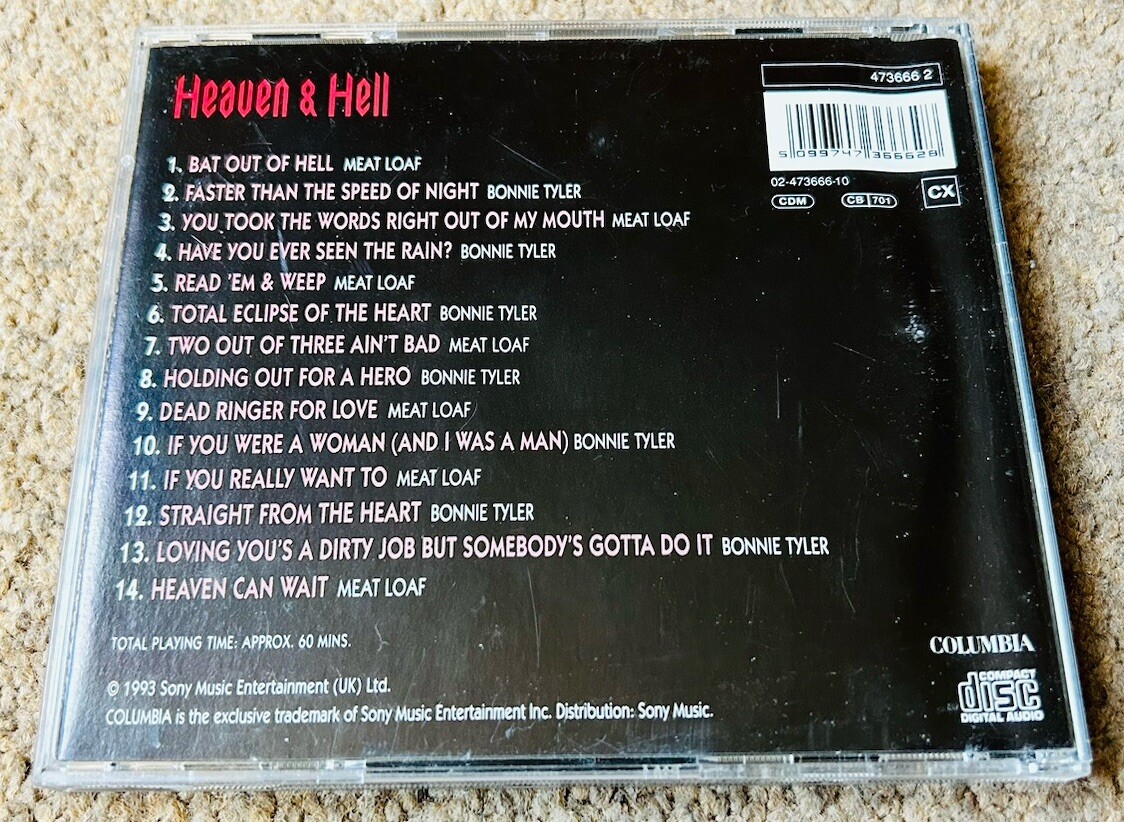 Heaven & Hell
473666 2
5 099747 366628
02-473666-10
CDM
CB 701
CX
1. BAT OUT OF HELL MEAT LOAF
2. FASTER THAN THE SPEED OF NIGHT BONNIE TYLER
3. YOU TOOK THE WORDS RIGHT OUT OF MY MOUTH MEAT LOAF
4. HAVE YOU EVER SEEN THE RAIN? BONNIE TYLER
5. READ 'EM & WEEP MEAT LOAF
6. TOTAL ECLIPSE OF THE HEART BONNIE TYLER
7. TWO OUT OF THREE AIN'T BAD MEAT LOAF
8. HOLDING OUT FOR A HERO BONNIE TYLER
9. DEAD RINGER FOR LOVE MEAT LOAF
10. IF YOU WERE A WOMAN (AND I WAS A MAN) BONNIE TYLER
11. IF YOU REALLY WANT TO MEAT LOAF
12. STRAIGHT FROM THE HEART BONNIE TYLER
13. LOVING YOU'S A DIRTY JOB BUT SOMEBODY'S GOTTA DO IT BONNIE TYLER
14. HEAVEN CAN WAIT MEAT LOAF
TOTAL PLAYING TIME: APPROX. 60 MINS.
© 1993 Sony Music Entertainment (UK) Ltd.
COLUMBIA is the exclusive trademark of Sony Music Entertainment Inc. Distribution: Sony Music.
COLUMBIA
COMPACT
disc
DIGITAL AUDIO